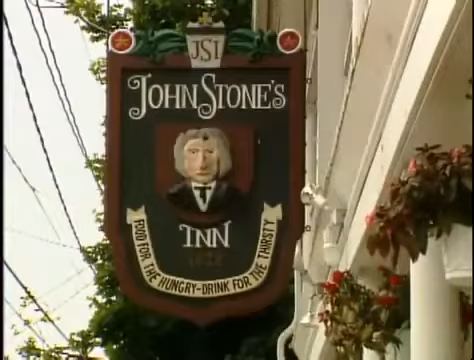 JSI
JOHN STONE'S
INN
FOOD FOR THE HUNGRY-DRINK FOR THE THIRSTY